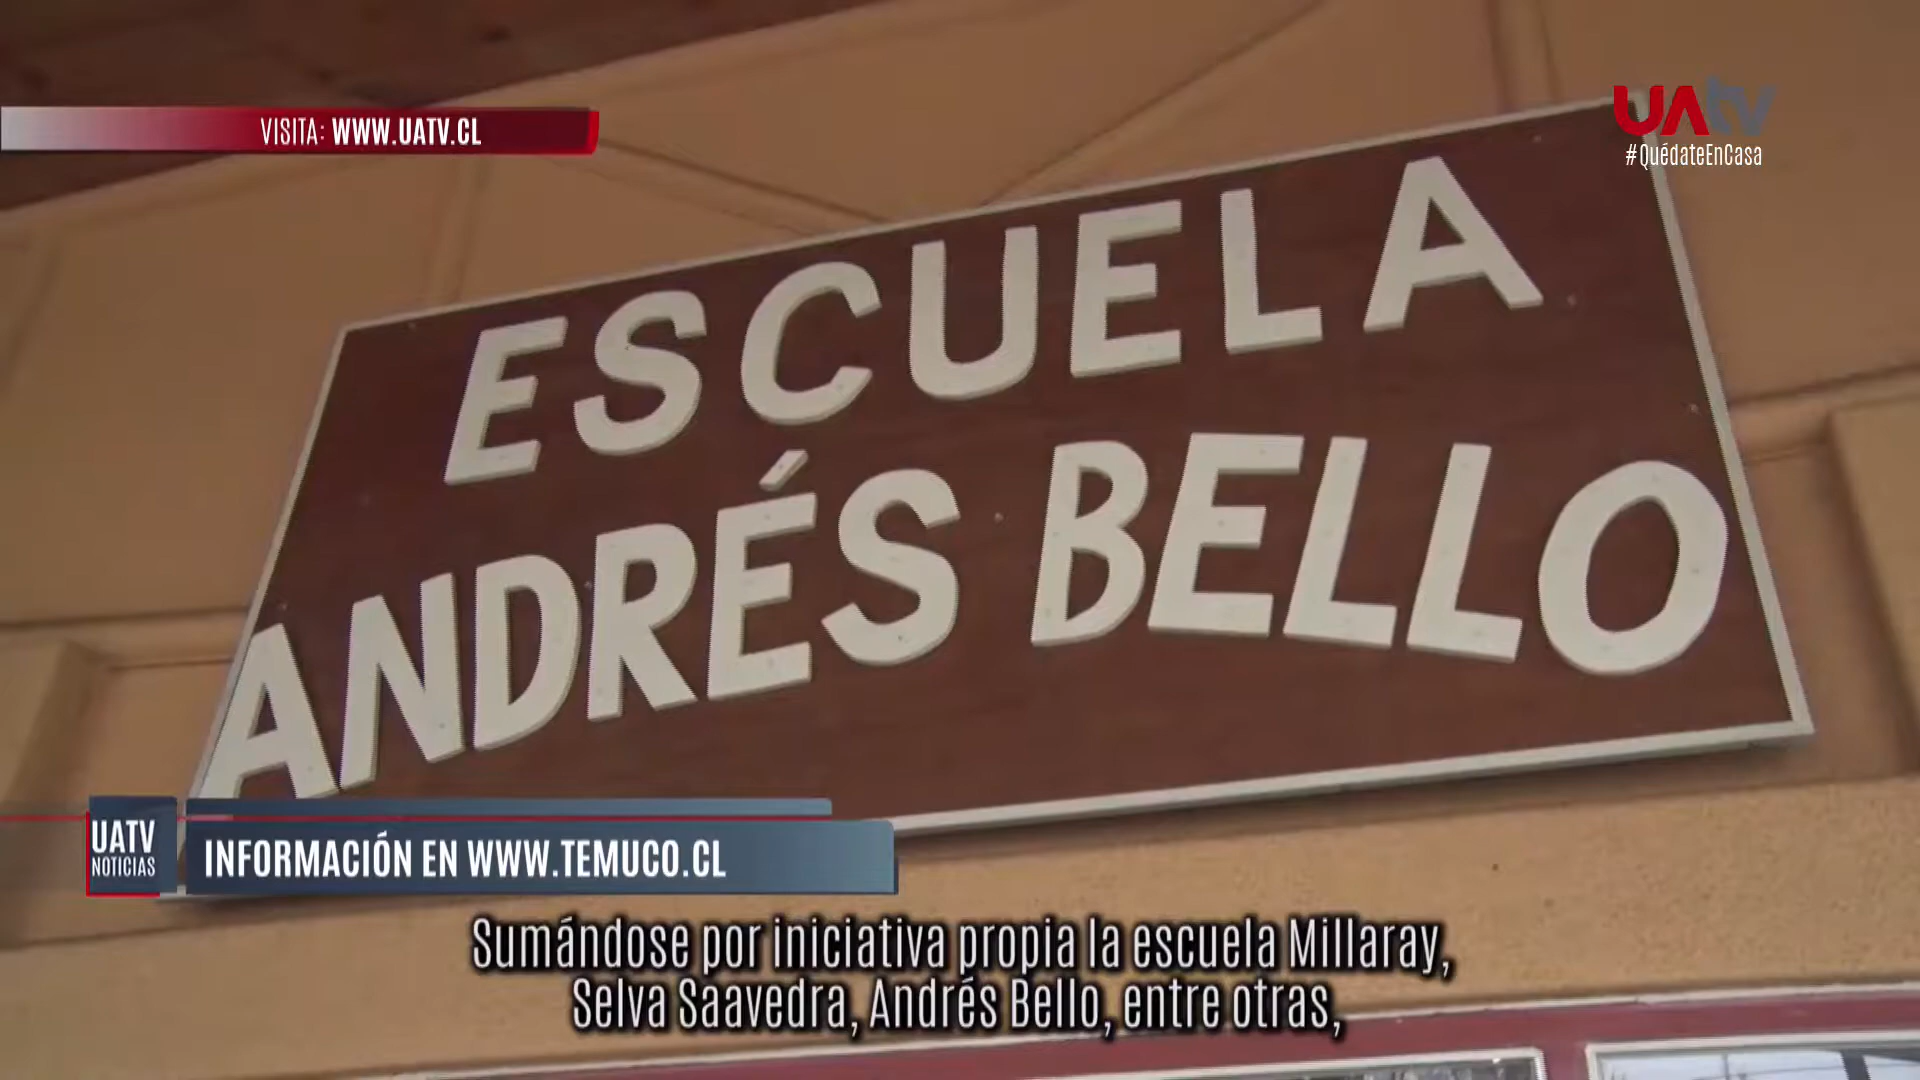 VISITA: WWW.UATV.CL
UAtv
#QuédateEnCasa
ESCUELA
ANDRÉS BELLO
UATV
NOTICIAS
INFORMACIÓN EN WWW.TEMUCO.CL
Sumándose por iniciativa propia la escuela Millaray,
Selva Saavedra, Andrés Bello, entre otras,